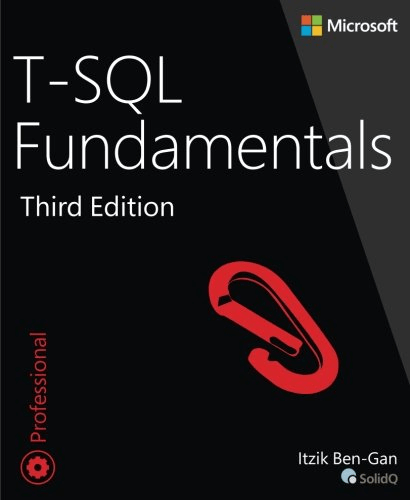 Microsoft
T-SQL
Fundamentals
Third Edition
Professional
Itzik Ben-Gan
SolidQ